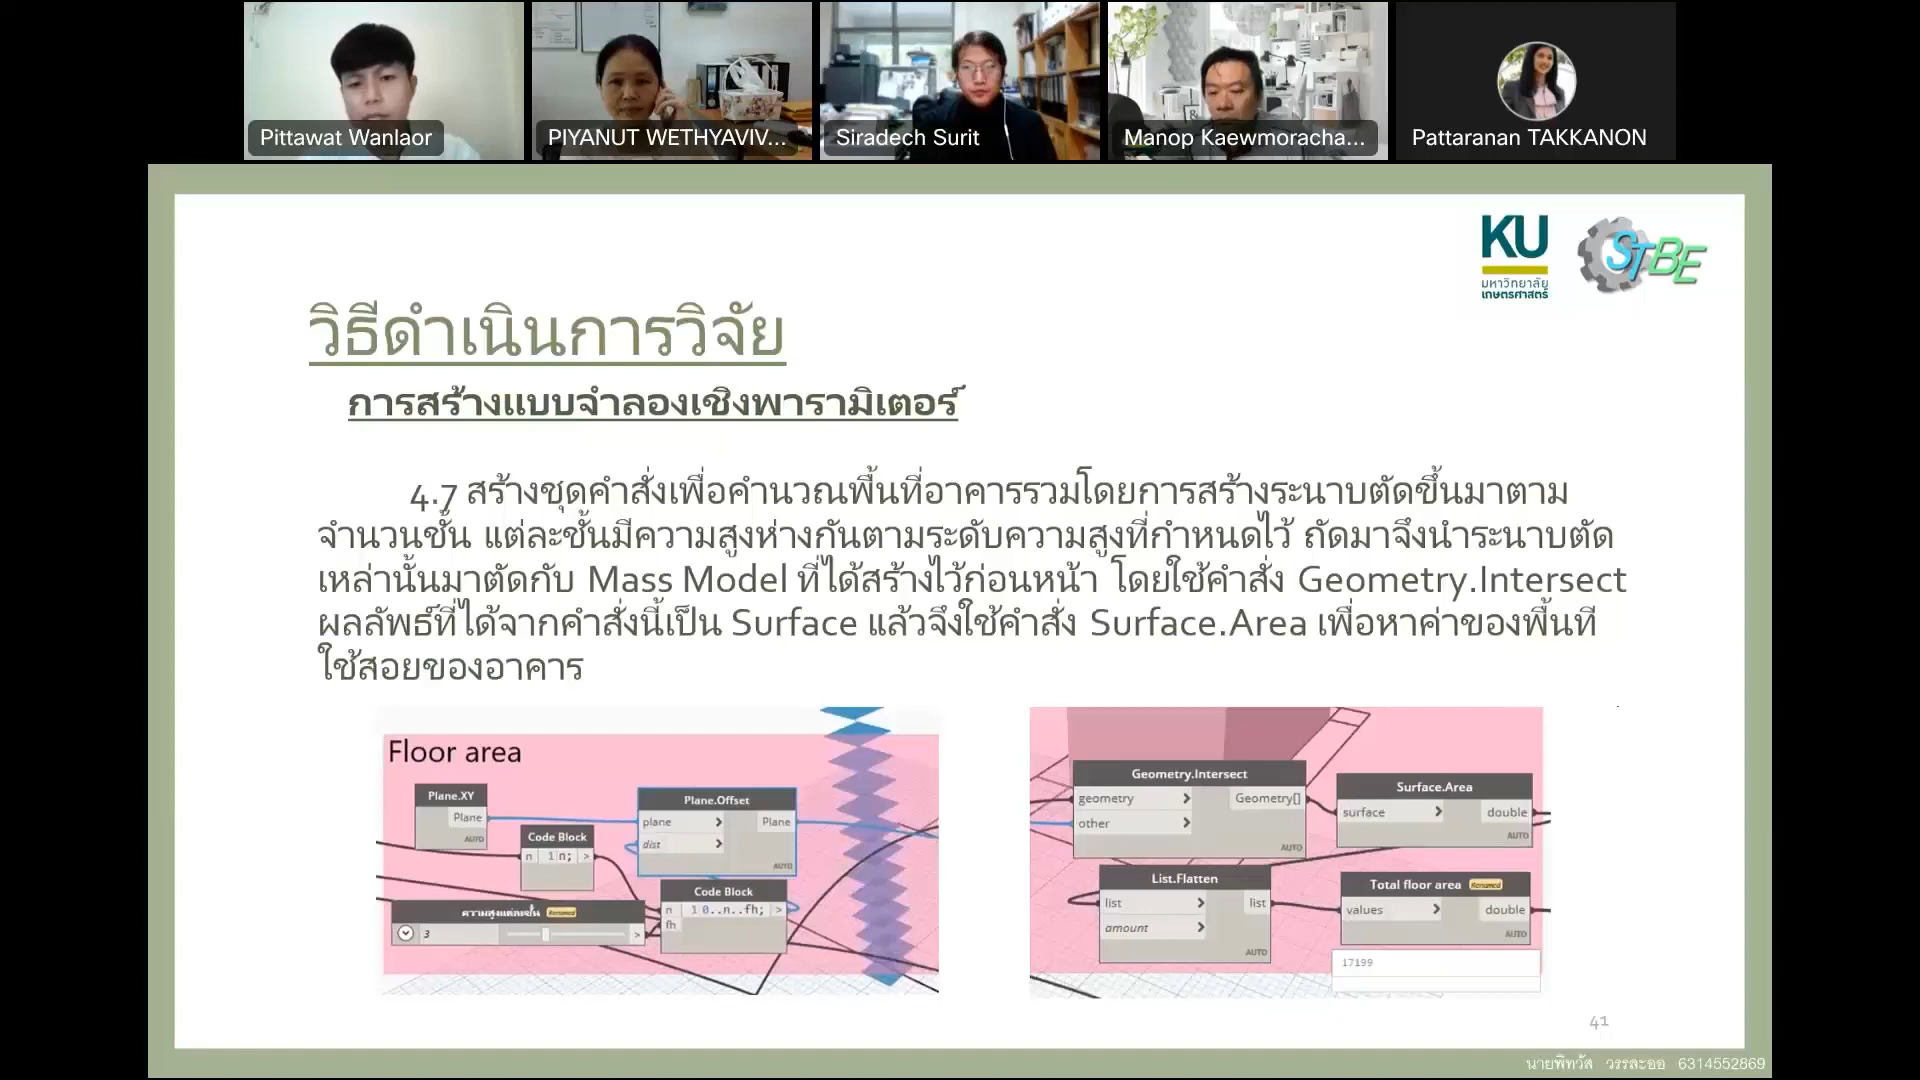 Pittawat Wanlaor
PIYANUT WETHYAVIV...
Siradech Surit
Manop Kaewmoracha...
Pattaranan TAKKANON
KU
มหาวิทยาลัย
เกษตรศาสตร์
STBE
วิธีดำเนินการวิจัย
การสร้างแบบจำลองเชิงพารามิเตอร์
4.7 สร้างชุดคำสั่งเพื่อคำนวณพื้นที่อาคารรวมโดยการสร้างระนาบตัดขึ้นมาตาม
จำนวนชั้น แต่ละชั้นมีความสูงห่างกันตามระดับความสูงที่กำหนดไว้ ถัดมาจึงนำระนาบตัด
เหล่านั้นมาตัดกับ Mass Model ที่ได้สร้างไว้ก่อนหน้า โดยใช้คำสั่ง Geometry.Intersect
ผลลัพธ์ที่ได้จากคำสั่งนี้เป็น Surface แล้วจึงใช้คำสั่ง Surface.Area เพื่อหาค่าของพื้นที่
ใช้สอยของอาคาร
Floor area
Plane.XY
Plane
AUTO
Code Block
n 1 n; >
Plane.Offset
plane > Plane
dist >
AUTO
Code Block
n 1 0..n..fh; >
fh
ความสูงแต่ละชั้น Renamed
3 >
Geometry.Intersect
geometry > Geometry[]
other >
AUTO
Surface.Area
surface > double
AUTO
List.Flatten
list > list
amount >
AUTO
Total floor area Renamed
values > double
AUTO
17199
41
นายพิทวัส วรรละออ 6314552869